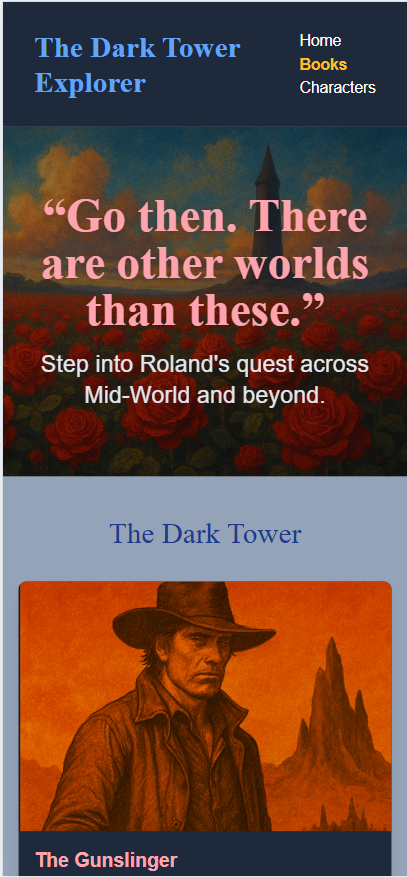 The Dark Tower
Explorer
Home
Books
Characters
“Go then. There
are other worlds
than these.”
Step into Roland's quest across
Mid-World and beyond.
The Dark Tower
The Gunslinger